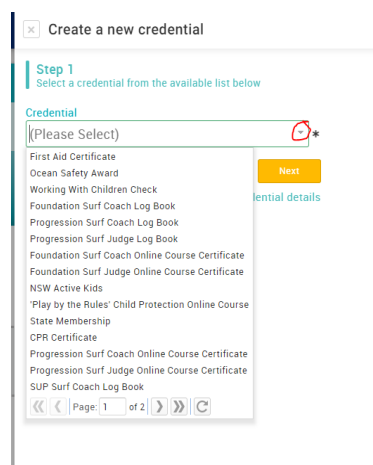 Create a new credential
Step 1
Select a credential from the available list below
Credential
(Please Select)
*
First Aid Certificate
Ocean Safety Award
Working With Children Check
Next
Foundation Surf Coach Log Book
ential details
Progression Surf Coach Log Book
Progression Surf Judge Log Book
Foundation Surf Coach Online Course Certificate
Foundation Surf Judge Online Course Certificate
NSW Active Kids
'Play by the Rules' Child Protection Online Course
State Membership
CPR Certificate
Progression Surf Coach Online Course Certificate
Progression Surf Judge Online Course Certificate
SUP Surf Coach Log Book
Page: 1 of 2